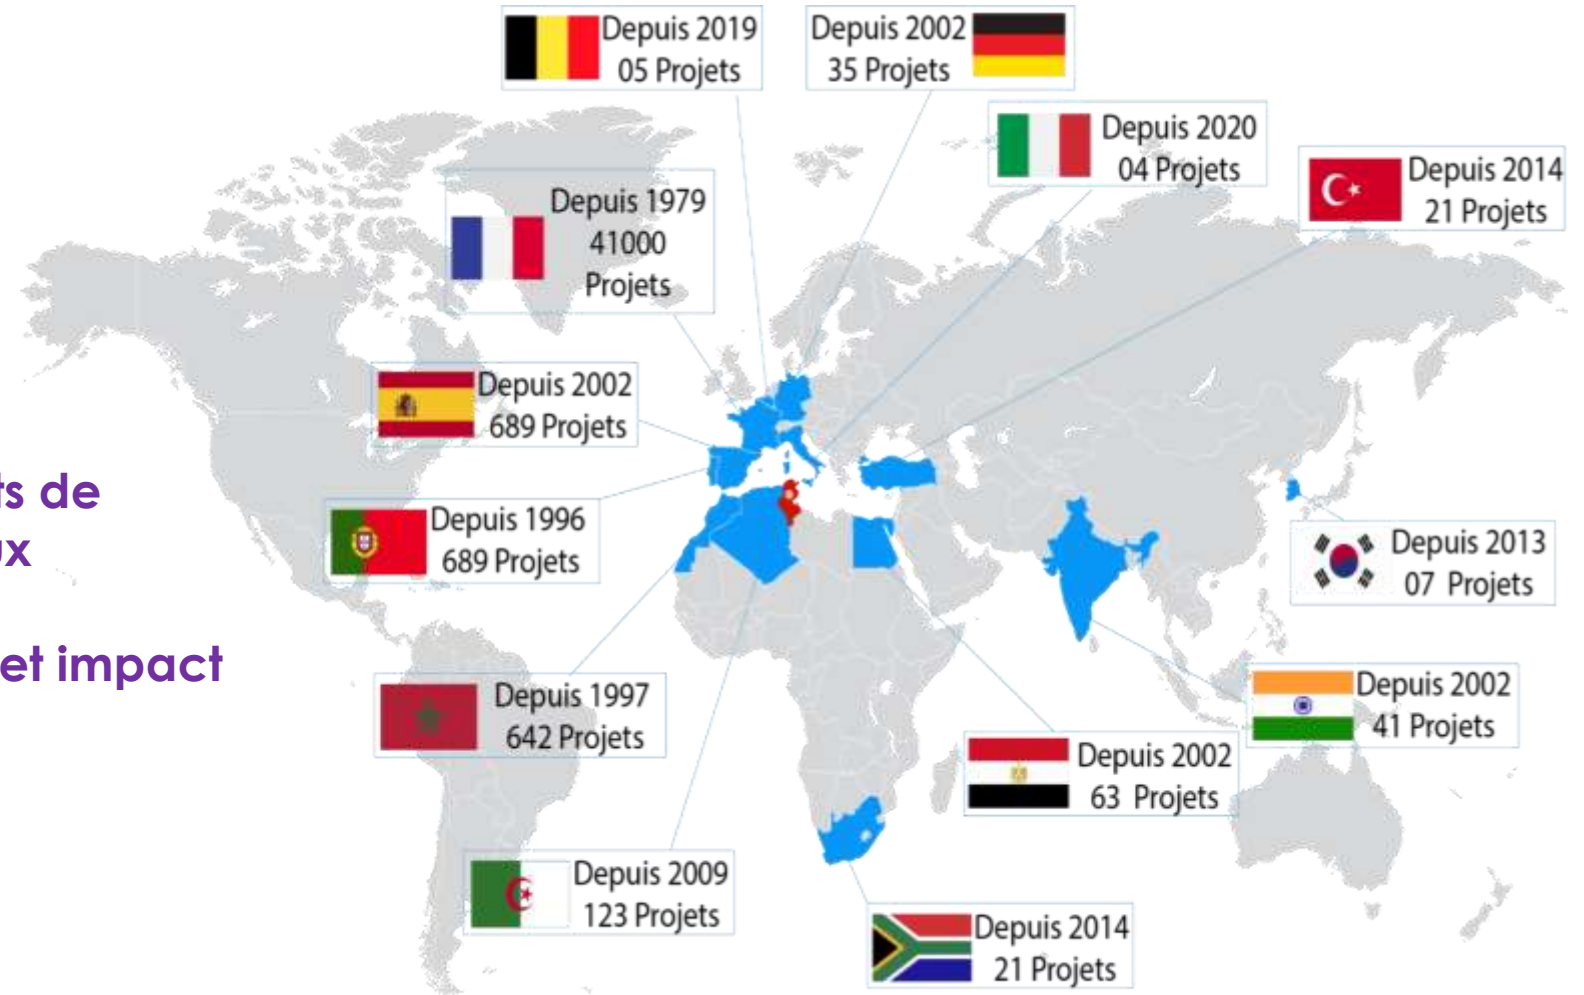 Depuis 2019
05 Projets
Depuis 2002
35 Projets
Depuis 2020
04 Projets
Depuis 2014
21 Projets
Depuis 1979
41000
Projets
Depuis 2002
689 Projets
ts de
ux
et impact
Depuis 1996
689 Projets
Depuis 2013
07 Projets
Depuis 1997
642 Projets
Depuis 2002
41 Projets
Depuis 2002
63 Projets
Depuis 2009
123 Projets
Depuis 2014
21 Projets